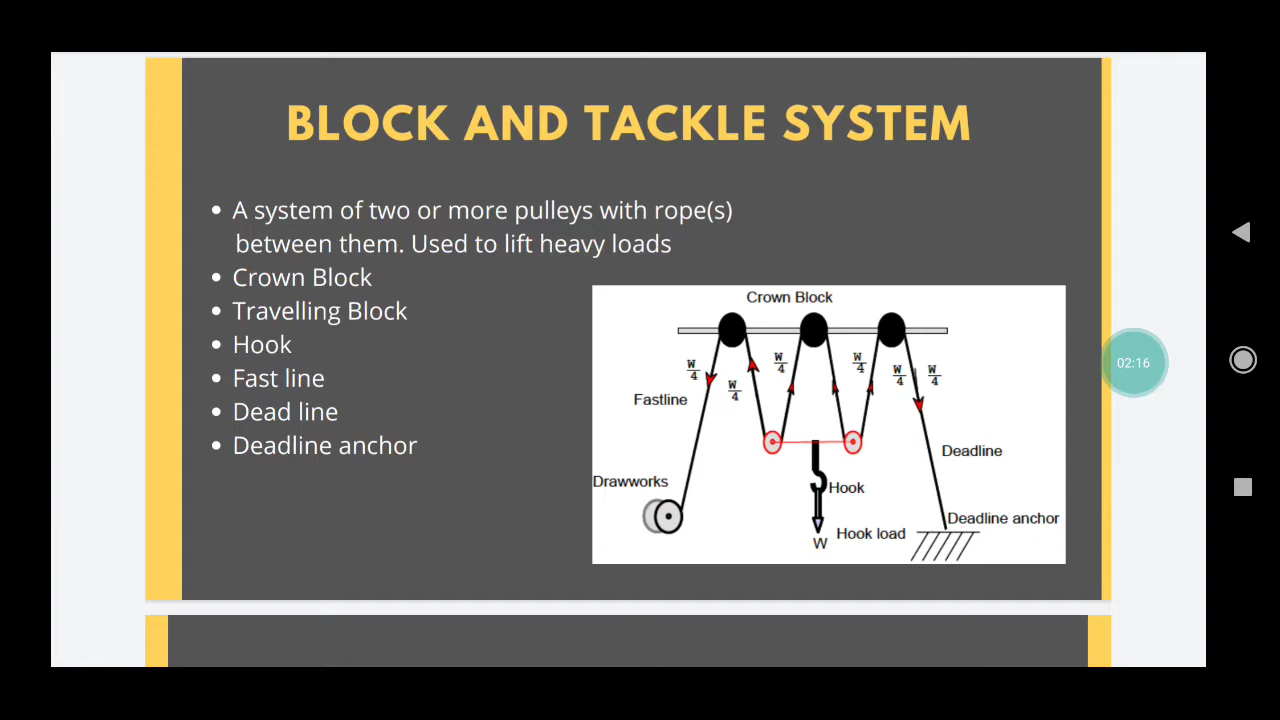 BLOCK AND TACKLE SYSTEM
• A system of two or more pulleys with rope(s)
between them. Used to lift heavy loads
• Crown Block
• Travelling Block
• Hook
• Fast line
• Dead line
• Deadline anchor
Crown Block
W/4
W/4
W/4
W/4
W/4
W/4
Fastline
Deadline
Drawworks
Hook
Hook load
W
Deadline anchor
02:16